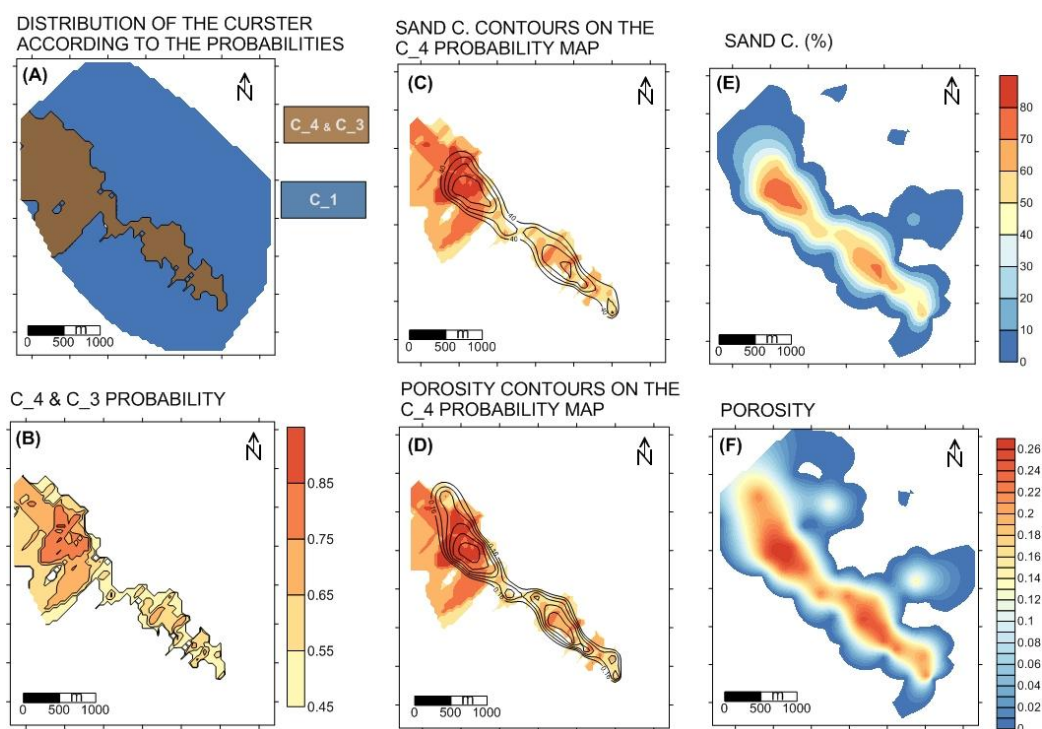 DISTRIBUTION OF THE CURSTER
ACCORDING TO THE PROBABILITIES
(A)
N
C_4 & C_3
C_1
m
0 500 1000
SAND C. CONTOURS ON THE
C_4 PROBABILITY MAP
(C)
N
40
40
m
0 500 1000
SAND C. (%)
(E)
N
80
70
60
50
40
30
20
10
0
m
0 500 1000
C_4 & C_3 PROBABILITY
(B)
N
0.85
0.75
0.65
0.55
0.45
m
0 500 1000
POROSITY CONTOURS ON THE
C_4 PROBABILITY MAP
(D)
N
0.16
0.16
m
0 500 1000
POROSITY
(F)
N
0.26
0.24
0.22
0.2
0.18
0.16
0.14
0.12
0.1
0.08
0.06
0.04
0.02
0
m
0 500 1000